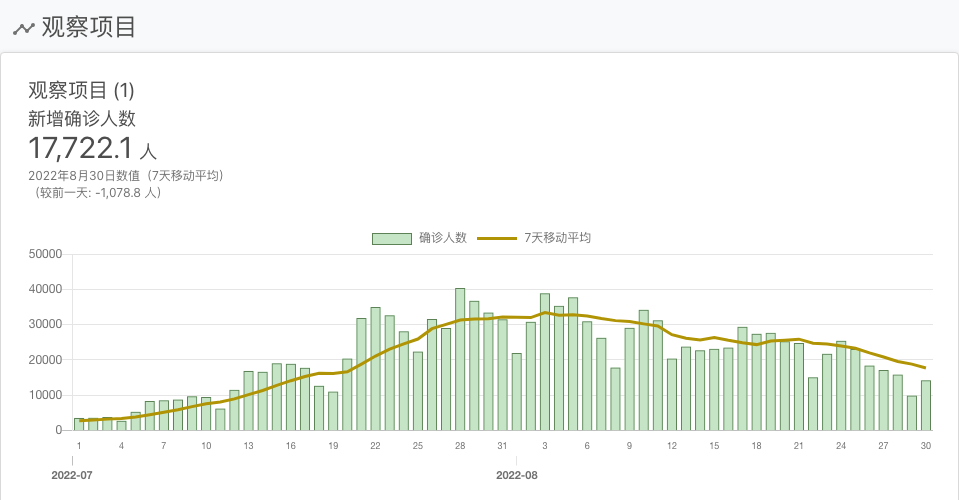 观察项目
观察项目 (1)
新增确诊人数
17,722.1 人
2022年8月30日数值（7天移动平均）
（较前一天: -1,078.8 人）
确诊人数 7天移动平均
50000
40000
30000
20000
10000
0
1 4 7 10 13 16 19 22 25 28 31 3 6 9 12 15 18 21 24 27 30
2022-07 2022-08